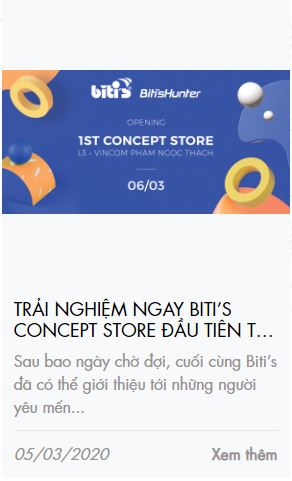 biti's Biti'sHunter
OPENING
1ST CONCEPT STORE
L3 - VINCOM PHAM NGOC THACH
06/03
TRẢI NGHIỆM NGAY BITI'S
CONCEPT STORE ĐẦU TIÊN T...
Sau bao ngày chờ đợi, cuối cùng Biti's
đã có thể giới thiệu tới những người
yêu mến...
05/03/2020 Xem thêm